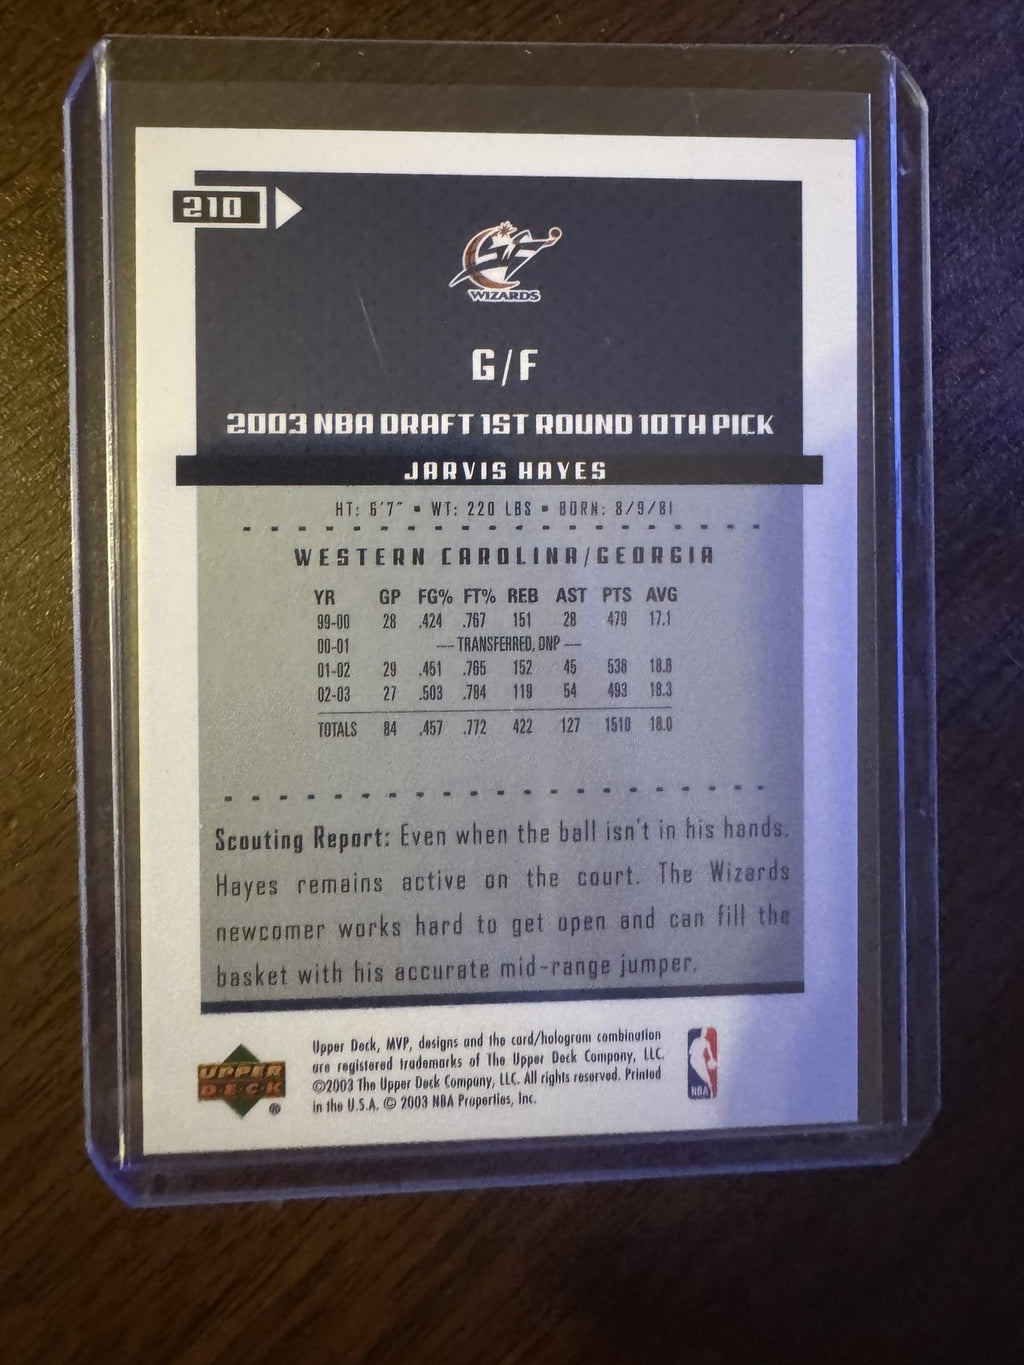 210
WIZARDS
G/F
2003 NBA DRAFT 1ST ROUND 10TH PICK
JARVIS HAYES
HT: 6'7" • WT: 220 LBS • BORN: 8/9/81
WESTERN CAROLINA/GEORGIA
YR GP FG% FT% REB AST PTS AVG
99-00 28 .424 .767 151 28 479 17.1
00-01 — TRANSFERRED, DNP —
01-02 29 .451 .765 152 45 538 18.6
02-03 27 .503 .784 119 54 493 18.3
TOTALS 84 .457 .772 422 127 1510 18.0
Scouting Report: Even when the ball isn't in his hands,
Hayes remains active on the court. The Wizards
newcomer works hard to get open and can fill the
basket with his accurate mid-range jumper.
UPPER
DECK
®
Upper Deck, MVP, designs and the card/hologram combination
are registered trademarks of The Upper Deck Company, LLC.
©2003 The Upper Deck Company, LLC. All rights reserved. Printed
in the U.S.A. © 2003 NBA Properties, Inc.
NBA